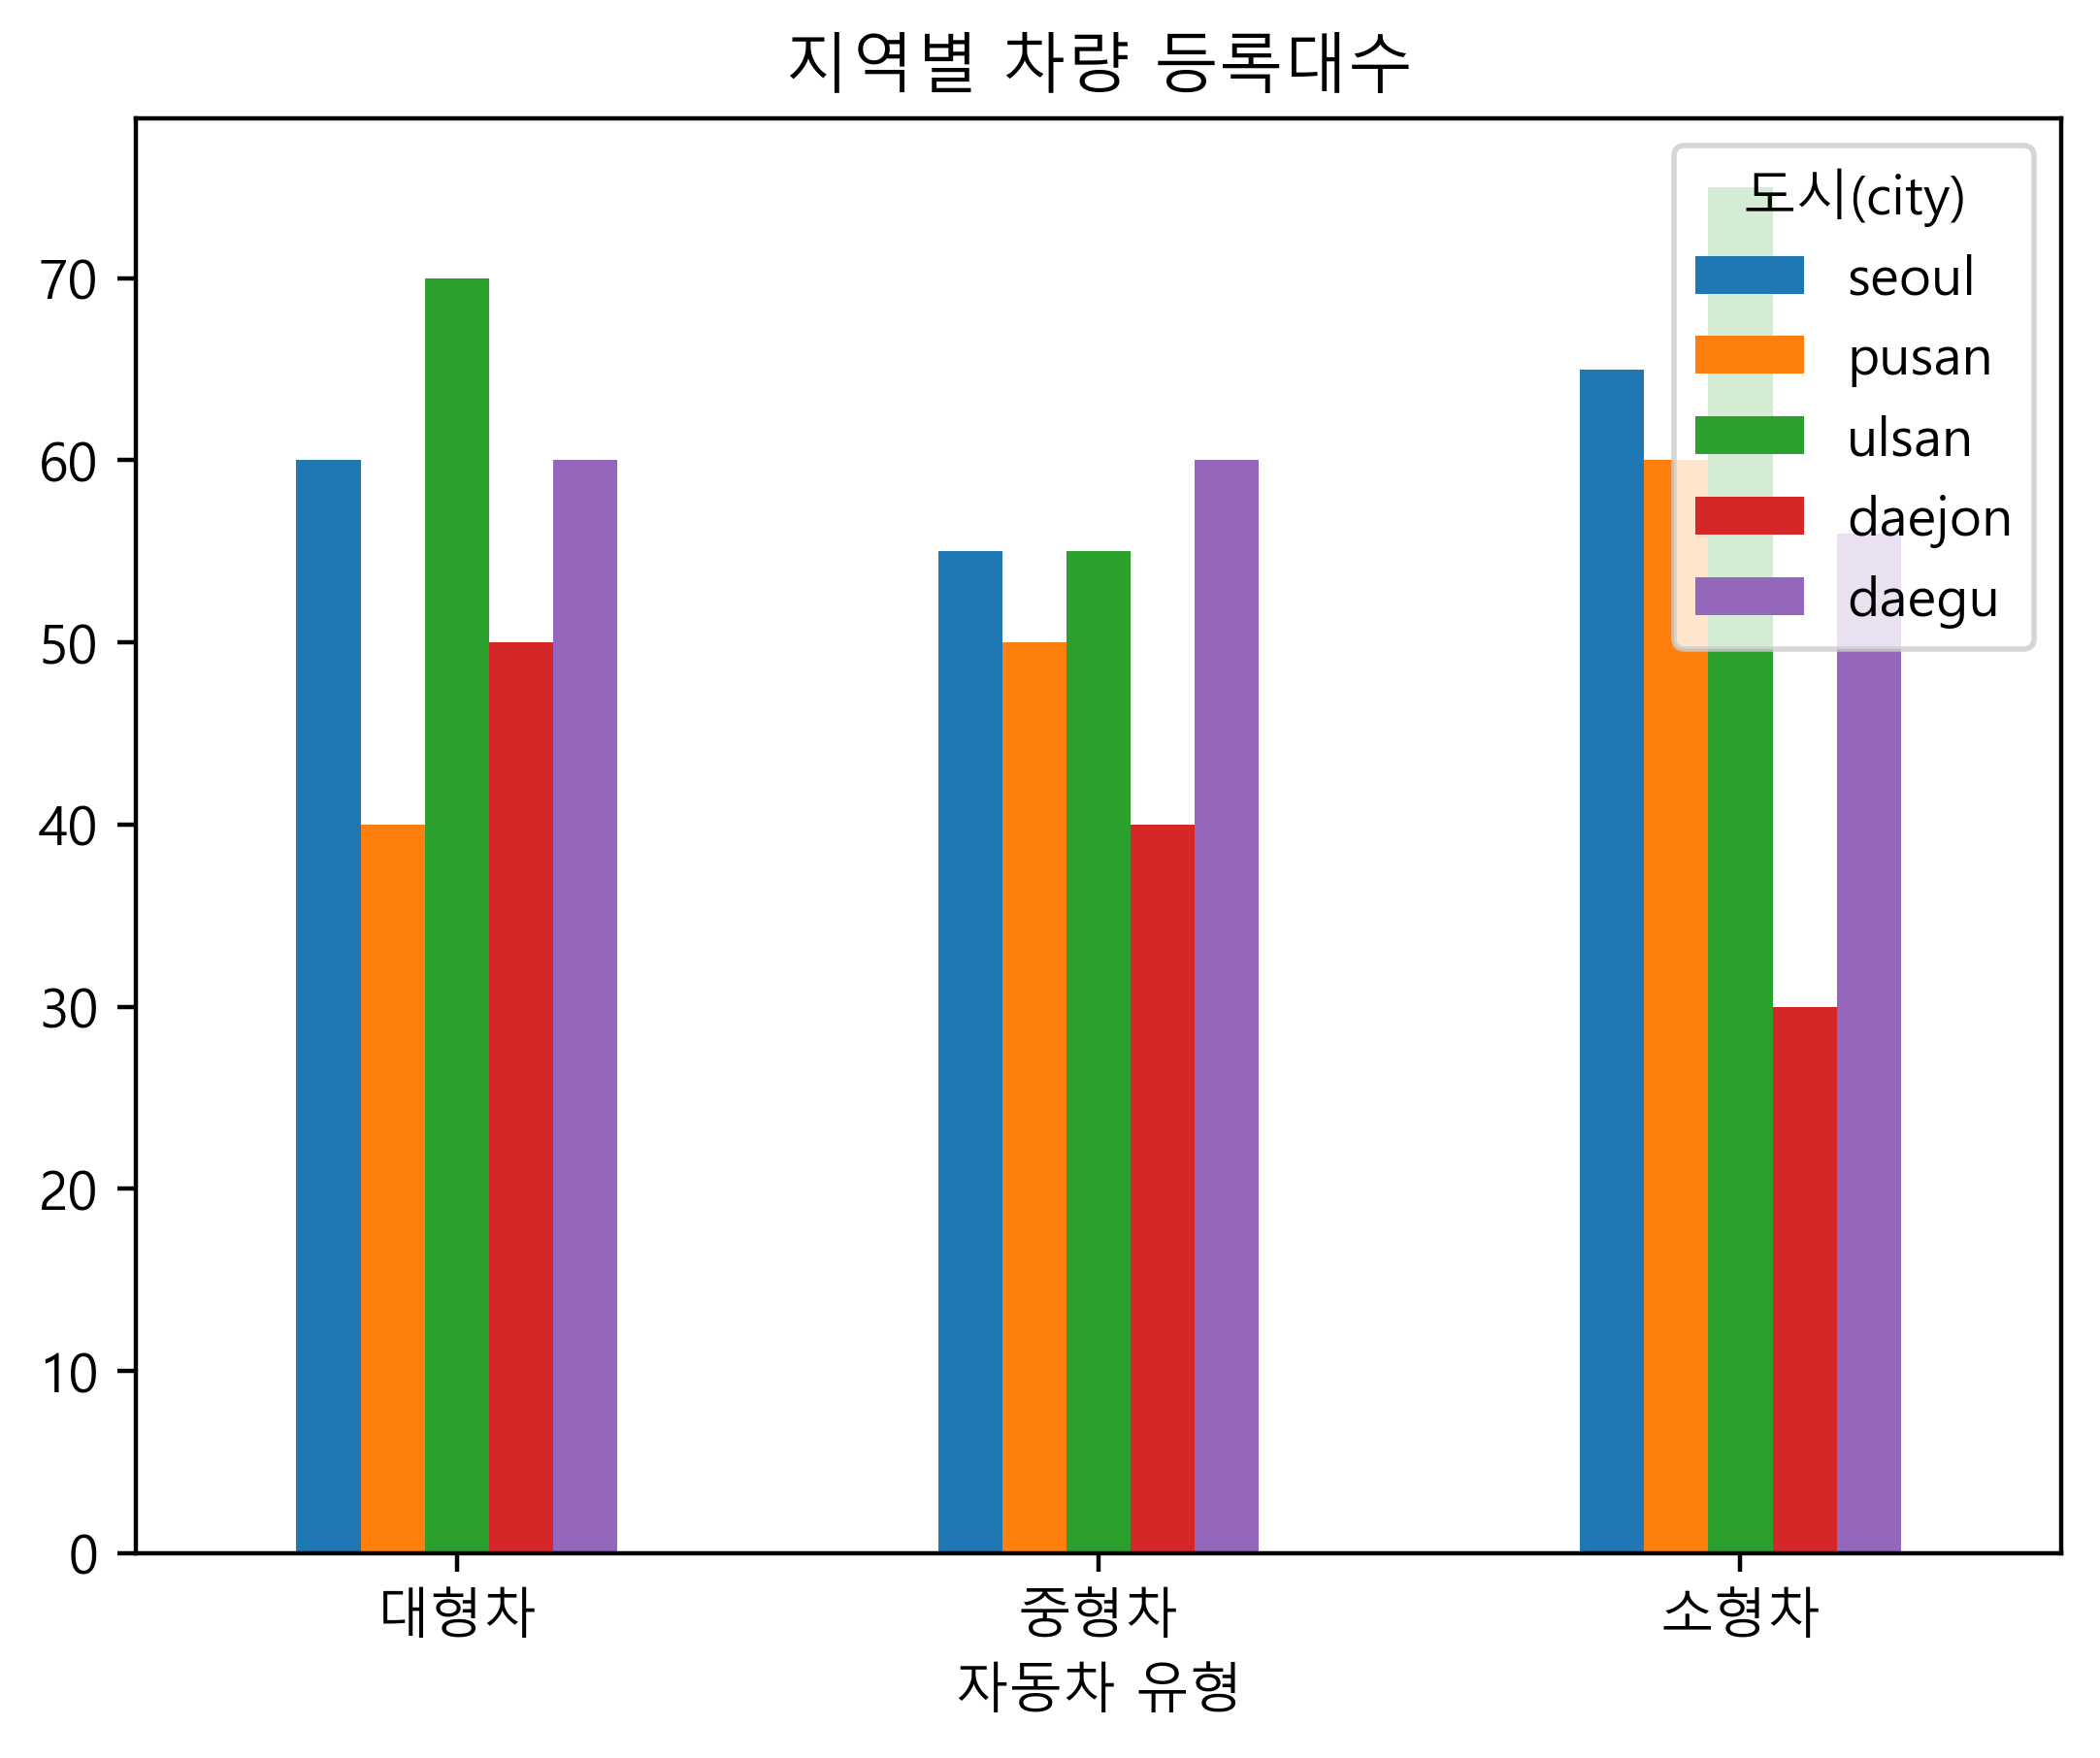 지역별 차량 등록대수
도시(city)
seoul
pusan
ulsan
daejon
daegu
70
60
50
40
30
20
10
0
대형차 중형차 소형차
자동차 유형